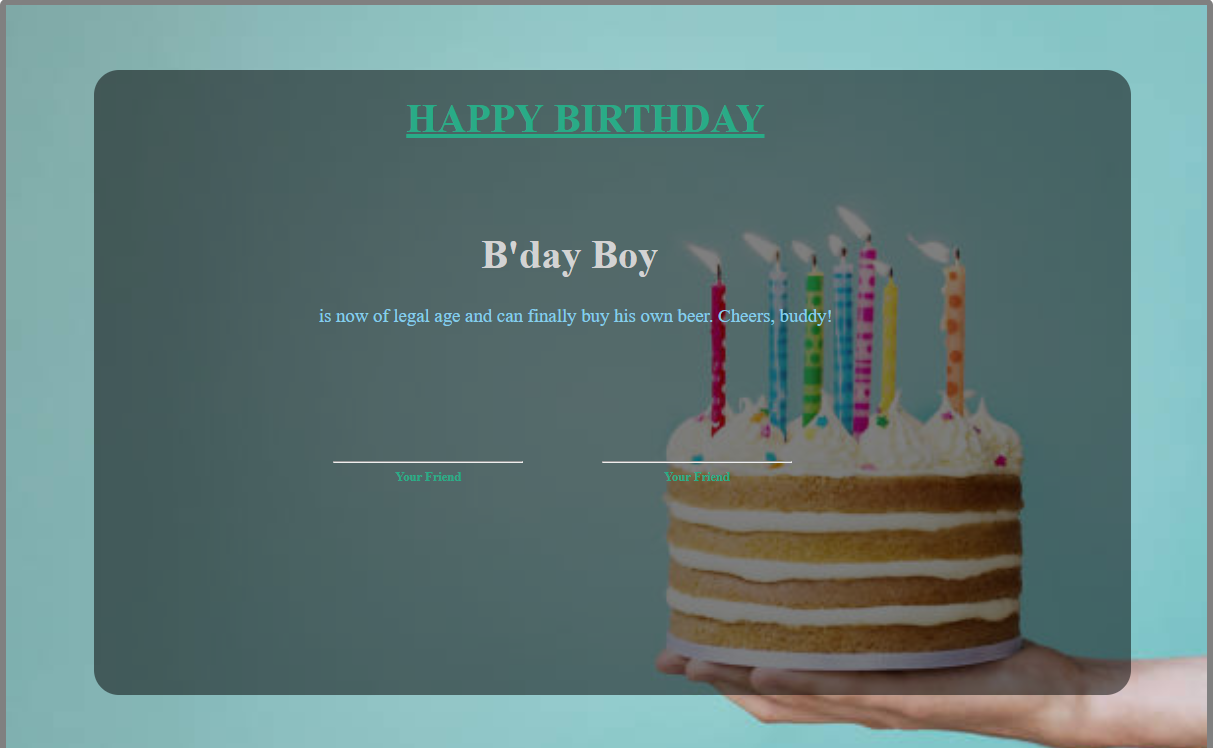 HAPPY BIRTHDAY
B'day Boy
is now of legal age and can finally buy his own beer. Cheers, buddy!
Your Friend
Your Friend